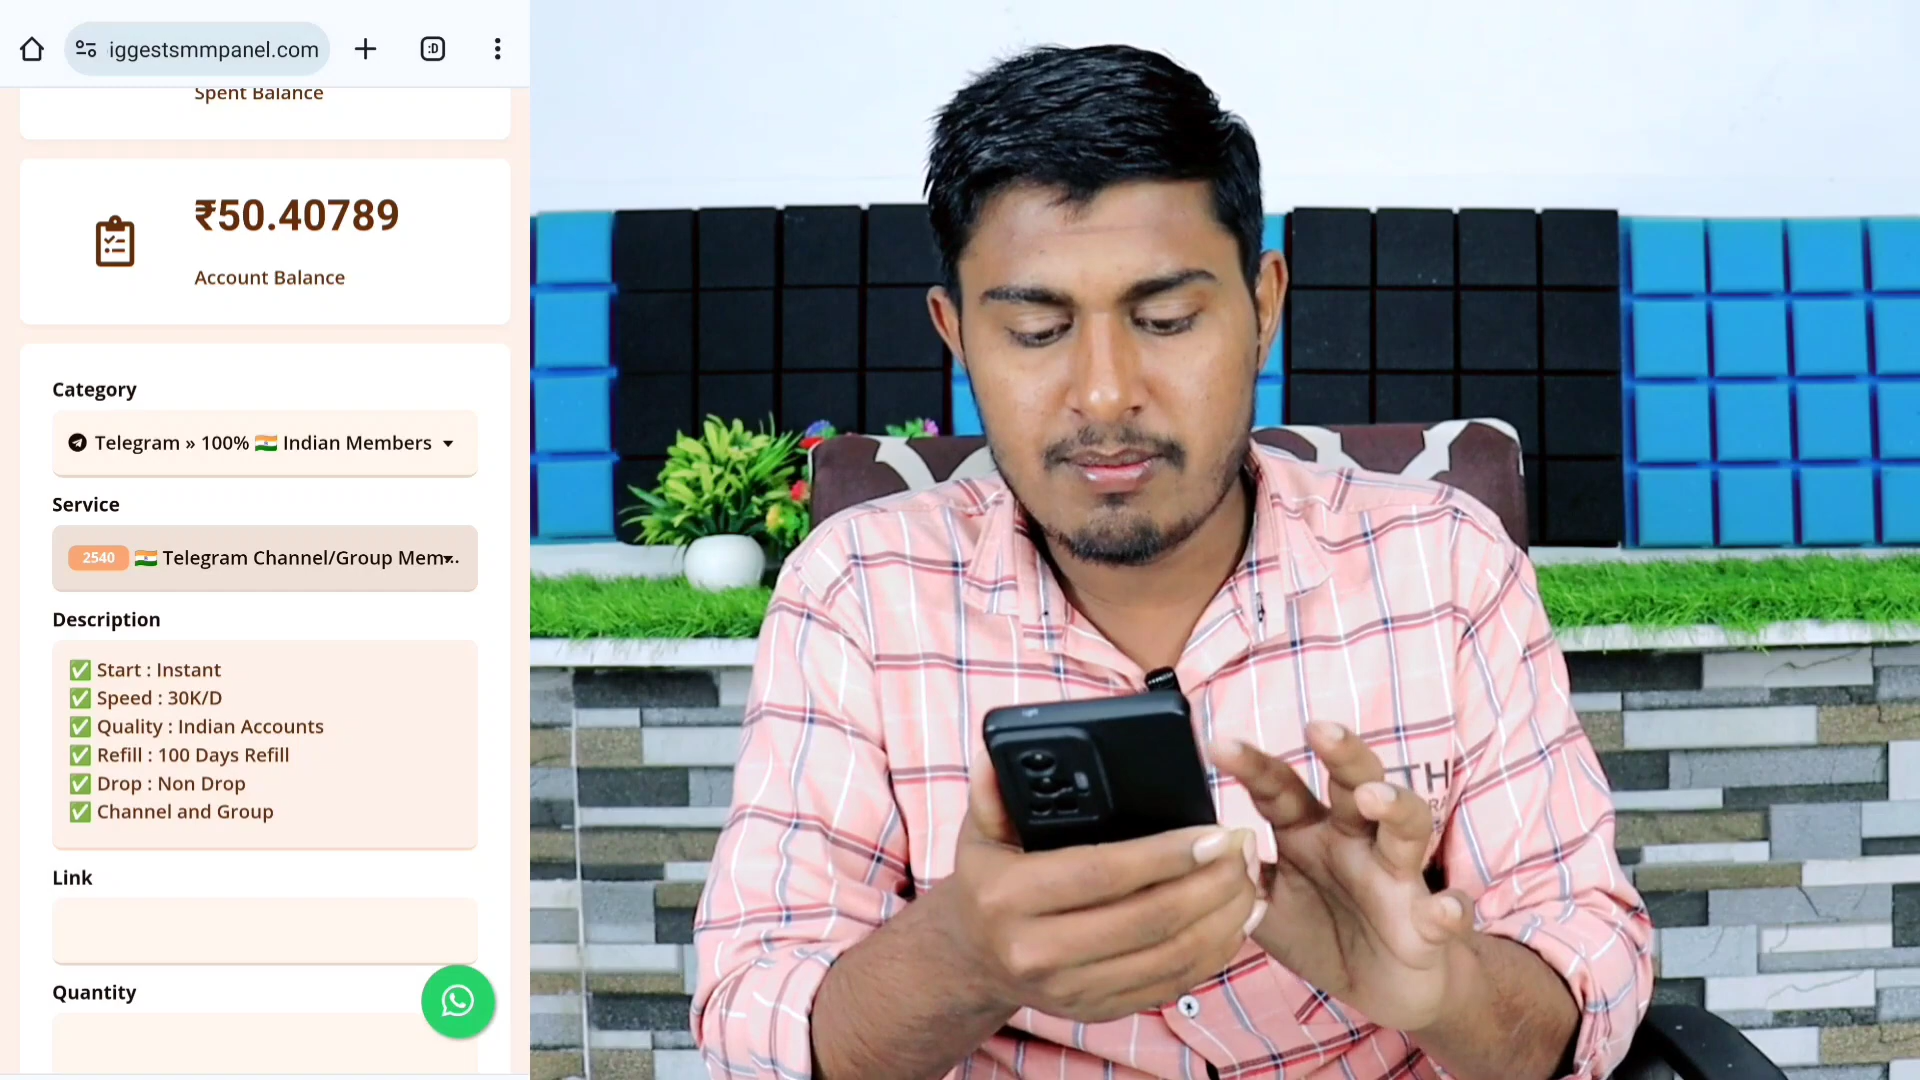 iggestsmmpanel.com
:D
Spent Balance
₹50.40789
Account Balance
Category
Telegram » 100% 🇮🇳 Indian Members
Service
2540 🇮🇳 Telegram Channel/Group Mem..
Description
✅ Start : Instant
✅ Speed : 30K/D
✅ Quality : Indian Accounts
✅ Refill : 100 Days Refill
✅ Drop : Non Drop
✅ Channel and Group
Link
Quantity